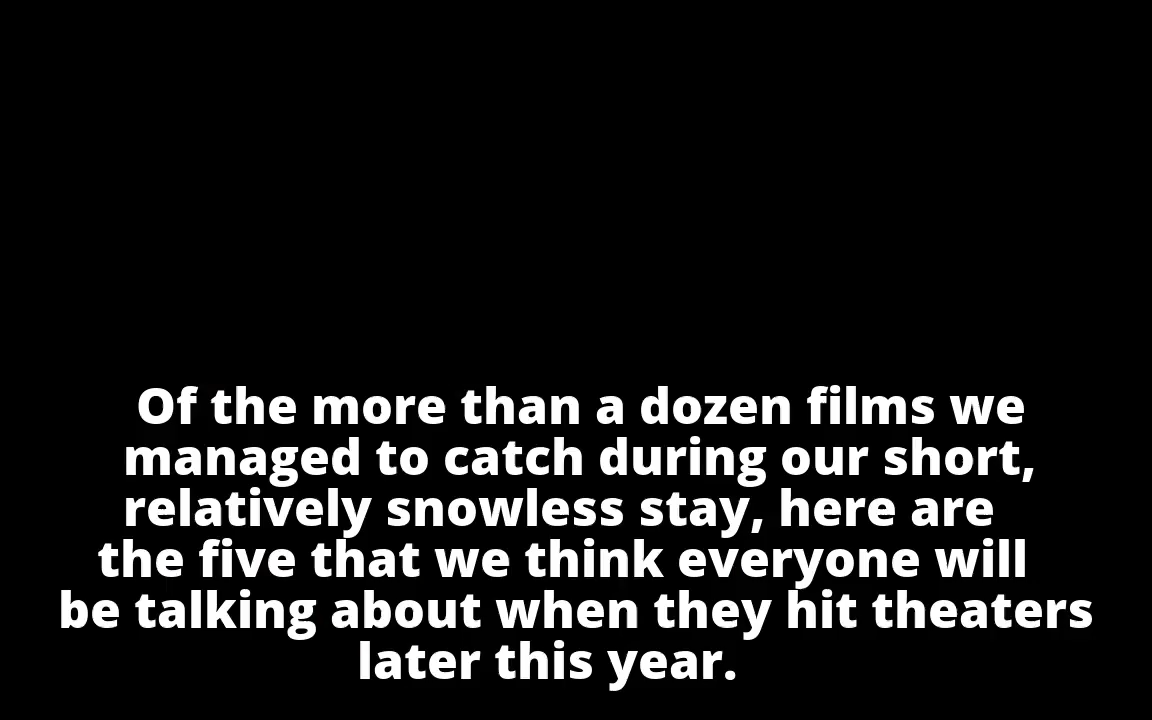 Of the more than a dozen films we
managed to catch during our short,
relatively snowless stay, here are
the five that we think everyone will
be talking about when they hit theaters
later this year.